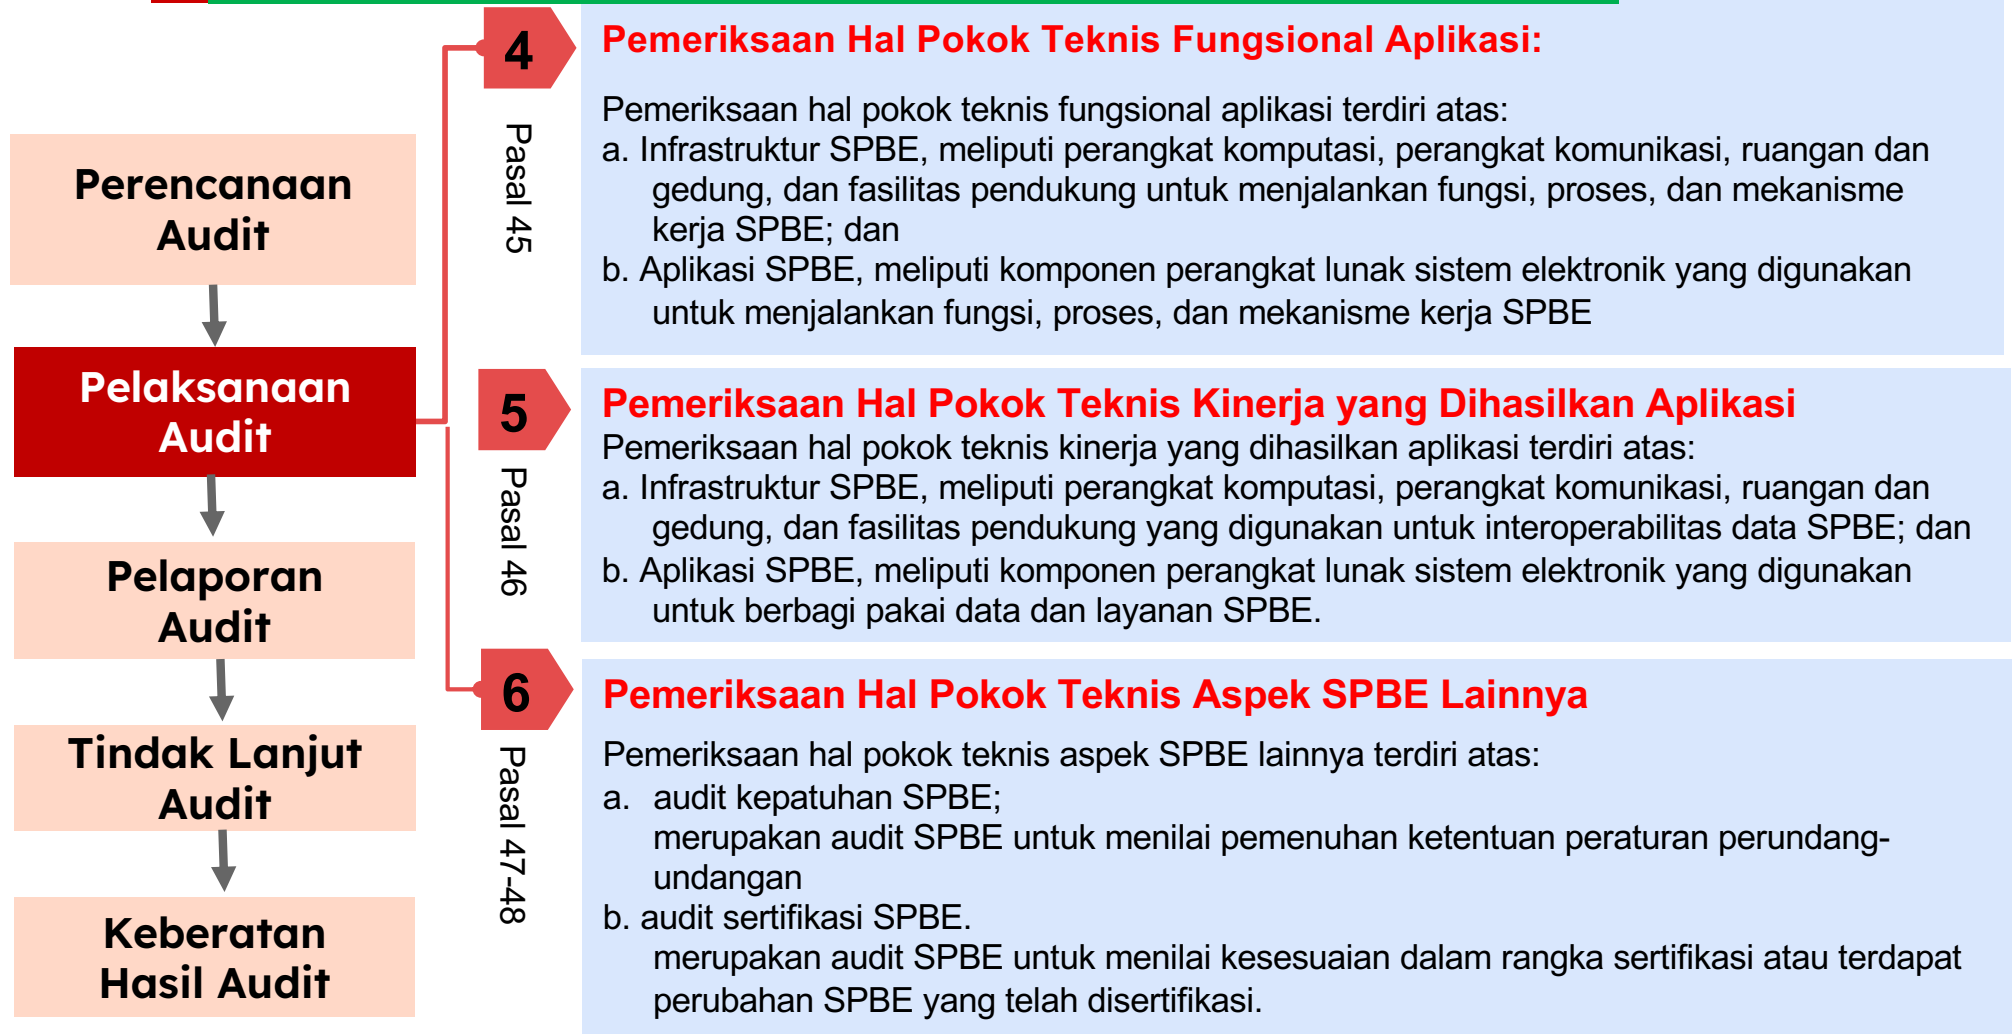 Perencanaan
Audit
Pelaksanaan
Audit
Pelaporan
Audit
Tindak Lanjut
Audit
Keberatan
Hasil Audit
4
Pasal 45
Pemeriksaan Hal Pokok Teknis Fungsional Aplikasi:
Pemeriksaan hal pokok teknis fungsional aplikasi terdiri atas:
a. Infrastruktur SPBE, meliputi perangkat komputasi, perangkat komunikasi, ruangan dan
gedung, dan fasilitas pendukung untuk menjalankan fungsi, proses, dan mekanisme
kerja SPBE; dan
b. Aplikasi SPBE, meliputi komponen perangkat lunak sistem elektronik yang digunakan
untuk menjalankan fungsi, proses, dan mekanisme kerja SPBE
5
Pasal 46
Pemeriksaan Hal Pokok Teknis Kinerja yang Dihasilkan Aplikasi
Pemeriksaan hal pokok teknis kinerja yang dihasilkan aplikasi terdiri atas:
a. Infrastruktur SPBE, meliputi perangkat komputasi, perangkat komunikasi, ruangan dan
gedung, dan fasilitas pendukung yang digunakan untuk interoperabilitas data SPBE; dan
b. Aplikasi SPBE, meliputi komponen perangkat lunak sistem elektronik yang digunakan
untuk berbagi pakai data dan layanan SPBE.
6
Pasal 47-48
Pemeriksaan Hal Pokok Teknis Aspek SPBE Lainnya
Pemeriksaan hal pokok teknis aspek SPBE lainnya terdiri atas:
a. audit kepatuhan SPBE;
merupakan audit SPBE untuk menilai pemenuhan ketentuan peraturan perundang-
undangan
b. audit sertifikasi SPBE.
merupakan audit SPBE untuk menilai kesesuaian dalam rangka sertifikasi atau terdapat
perubahan SPBE yang telah disertifikasi.